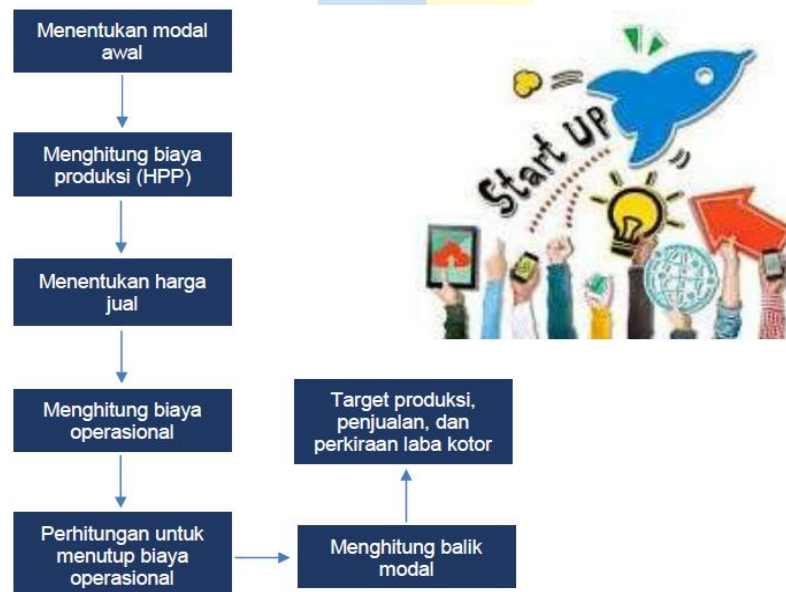 Menentukan modal
awal
Menghitung biaya
produksi (HPP)
Menentukan harga
jual
Menghitung biaya
operasional
Perhitungan untuk
menutup biaya
operasional
Menghitung balik
modal
Target produksi,
penjualan, dan
perkiraan laba kotor
Start UP